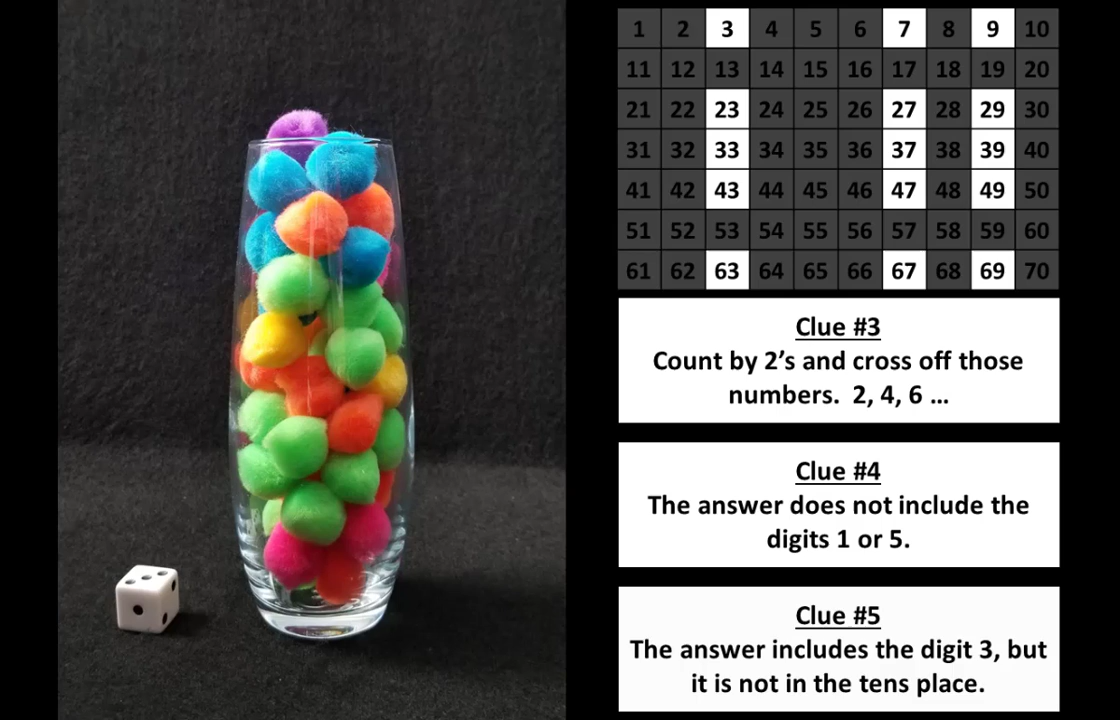 1 2 3 4 5 6 7 8 9 10
11 12 13 14 15 16 17 18 19 20
21 22 23 24 25 26 27 28 29 30
31 32 33 34 35 36 37 38 39 40
41 42 43 44 45 46 47 48 49 50
51 52 53 54 55 56 57 58 59 60
61 62 63 64 65 66 67 68 69 70
Clue #3
Count by 2’s and cross off those
numbers. 2, 4, 6 ...
Clue #4
The answer does not include the
digits 1 or 5.
Clue #5
The answer includes the digit 3, but
it is not in the tens place.